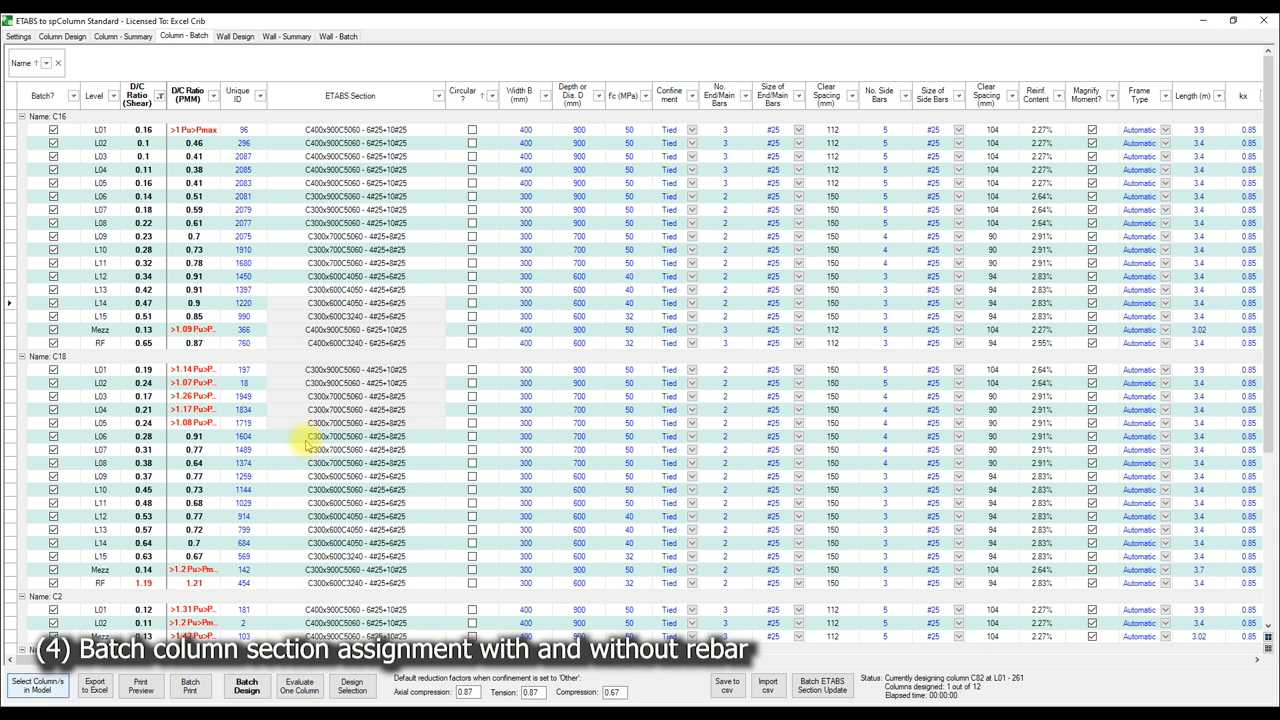 ETABS to spColumn Standard - Licensed To: Excel Crib
Settings Column Design Column - Summary Column - Batch Wall Design Wall - Summary Wall - Batch
Name
Batch? Level D/C Ratio (Shear) D/C Ratio (PMM) Unique ID ETABS Section Circular ? Width B (mm) Depth or Dia. D (mm) f'c (MPa) Confine ment No. End/Main Bars Size of End/Main Bars Clear Spacing (mm) No. Side Bars Size of Side Bars Clear Spacing (mm) Reinf. Content Magnify Moment? Frame Type Length (m) kx
Name: C16
L01 0.16 >1 Pu>Pmax 96 C400x900C5060 - 6#25+10#25 400 900 50 Tied 3 #25 112 5 #25 104 2.27% Automatic 3.9 0.85
L02 0.1 0.46 296 C400x900C5060 - 6#25+10#25 400 900 50 Tied 3 #25 112 5 #25 104 2.27% Automatic 3.4 0.85
L03 0.1 0.41 2087 C400x900C5060 - 6#25+10#25 400 900 50 Tied 3 #25 112 5 #25 104 2.27% Automatic 3.4 0.85
L04 0.11 0.38 2085 C400x900C5060 - 6#25+10#25 400 900 50 Tied 3 #25 112 5 #25 104 2.27% Automatic 3.4 0.85
L05 0.16 0.41 2083 C400x900C5060 - 6#25+10#25 400 900 50 Tied 3 #25 112 5 #25 104 2.27% Automatic 3.4 0.85
L06 0.14 0.51 2081 C300x900C5060 - 4#25+10#25 300 900 50 Tied 2 #25 150 5 #25 104 2.64% Automatic 3.4 0.85
L07 0.18 0.59 2079 C300x900C5060 - 4#25+10#25 300 900 50 Tied 2 #25 150 5 #25 104 2.64% Automatic 3.4 0.85
L08 0.22 0.61 2077 C300x900C5060 - 4#25+10#25 300 900 50 Tied 2 #25 150 5 #25 104 2.64% Automatic 3.4 0.85
L09 0.23 0.7 2075 C300x700C5060 - 4#25+8#25 300 700 50 Tied 2 #25 150 4 #25 90 2.91% Automatic 3.4 0.85
L10 0.28 0.73 1910 C300x700C5060 - 4#25+8#25 300 700 50 Tied 2 #25 150 4 #25 90 2.91% Automatic 3.4 0.85
L11 0.32 0.78 1680 C300x700C5060 - 4#25+8#25 300 700 50 Tied 2 #25 150 4 #25 90 2.91% Automatic 3.4 0.85
L12 0.34 0.91 1450 C300x600C4050 - 4#25+6#25 300 600 40 Tied 2 #25 150 3 #25 90 2.83% Automatic 3.4 0.85
L13 0.42 0.91 1397 C300x600C4050 - 4#25+6#25 300 600 40 Tied 2 #25 150 3 #25 90 2.83% Automatic 3.4 0.85
L14 0.47 0.9 1220 C300x600C4050 - 4#25+6#25 300 600 40 Tied 2 #25 150 3 #25 90 2.83% Automatic 3.4 0.85
L15 0.51 0.85 990 C300x600C3240 - 4#25+6#25 300 600 32 Tied 2 #25 150 3 #25 90 2.83% Automatic 3.4 0.85
Mezz 0.13 >1.09 Pu>P... 366 C400x900C5060 - 6#25+10#25 400 900 50 Tied 3 #25 112 5 #25 104 2.27% Automatic 3.02 0.85
RF 0.65 0.87 760 C400x600C3240 - 6#25+6#25 400 600 32 Tied 3 #25 112 3 #25 90 2.55% Automatic 3.4 0.85
Name: C18
L01 0.19 >1.14 Pu>P... 197 C300x900C5060 - 4#25+10#25 300 900 50 Tied 2 #25 150 5 #25 104 2.64% Automatic 3.9 0.85
L02 0.24 >1.07 Pu>P... 18 C300x900C5060 - 4#25+10#25 300 900 50 Tied 2 #25 150 5 #25 104 2.64% Automatic 3.4 0.85
L03 0.17 >1.26 Pu>P... 1949 C300x700C5060 - 4#25+8#25 300 700 50 Tied 2 #25 150 4 #25 90 2.91% Automatic 3.4 0.85
L04 0.21 >1.17 Pu>P... 1834 C300x700C5060 - 4#25+8#25 300 700 50 Tied 2 #25 150 4 #25 90 2.91% Automatic 3.4 0.85
L05 0.24 >1.08 Pu>P... 1719 C300x700C5060 - 4#25+8#25 300 700 50 Tied 2 #25 150 4 #25 90 2.91% Automatic 3.4 0.85
L06 0.28 0.91 1604 C300x700C5060 - 4#25+8#25 300 700 50 Tied 2 #25 150 4 #25 90 2.91% Automatic 3.4 0.85
L07 0.31 0.77 1489 C300x700C5060 - 4#25+8#25 300 700 50 Tied 2 #25 150 4 #25 90 2.91% Automatic 3.4 0.85
L08 0.38 0.64 1374 C300x700C5060 - 4#25+8#25 300 700 50 Tied 2 #25 150 4 #25 90 2.91% Automatic 3.4 0.85
L09 0.37 0.77 1259 C300x600C5060 - 4#25+6#25 300 600 50 Tied 2 #25 150 3 #25 90 2.83% Automatic 3.4 0.85
L10 0.45 0.73 1144 C300x600C5060 - 4#25+6#25 300 600 50 Tied 2 #25 150 3 #25 90 2.83% Automatic 3.4 0.85
L11 0.48 0.68 1029 C300x600C5060 - 4#25+6#25 300 600 50 Tied 2 #25 150 3 #25 90 2.83% Automatic 3.4 0.85
L12 0.53 0.77 914 C300x600C4050 - 4#25+6#25 300 600 40 Tied 2 #25 150 3 #25 90 2.83% Automatic 3.4 0.85
L13 0.57 0.72 799 C300x600C4050 - 4#25+6#25 300 600 40 Tied 2 #25 150 3 #25 90 2.83% Automatic 3.4 0.85
L14 0.64 0.7 684 C300x600C4050 - 4#25+6#25 300 600 40 Tied 2 #25 150 3 #25 90 2.83% Automatic 3.4 0.85
L15 0.63 0.67 569 C300x600C3240 - 4#25+6#25 300 600 32 Tied 2 #25 150 3 #25 90 2.83% Automatic 3.4 0.85
Mezz 0.14 >1.2 Pu>Pm... 142 C300x900C5060 - 4#25+10#25 300 900 50 Tied 2 #25 150 5 #25 104 2.64% Automatic 3.7 0.85
RF 1.19 1.21 454 C300x600C3240 - 4#25+6#25 300 600 32 Tied 2 #25 150 3 #25 90 2.83% Automatic 3.4 0.85
Name: C2
L01 0.12 >1.31 Pu>P... 181 C400x900C5060 - 6#25+10#25 400 900 50 Tied 3 #25 112 5 #25 104 2.27% Automatic 3.9 0.85
L02 0.11 >1.2 Pu>Pm... 2 C400x900C5060 - 6#25+10#25 400 900 50 Tied 3 #25 112 5 #25 104 2.27% Automatic 3.4 0.85
Mezz 0.13 103 C400x900C5060 - 6#25+10#25 400 900 50 Tied 3 #25 112 5 #25 104 2.27% Automatic 3.02 0.85
(4) Batch column section assignment with and without rebar
Select Column/s in Model Export to Excel Print Preview Batch Print Batch Design Evaluate One Column Design Selection
Default reduction factors when confinement is set to 'Other':
Axial compression: 0.87 Tension: 0.87 Compression: 0.67
Save to csv Import csv Batch ETABS Section Update
Status: Currently designing column C82 at L01 - 261
Columns designed: 1 out of 12
Elapsed time: 00:00:00